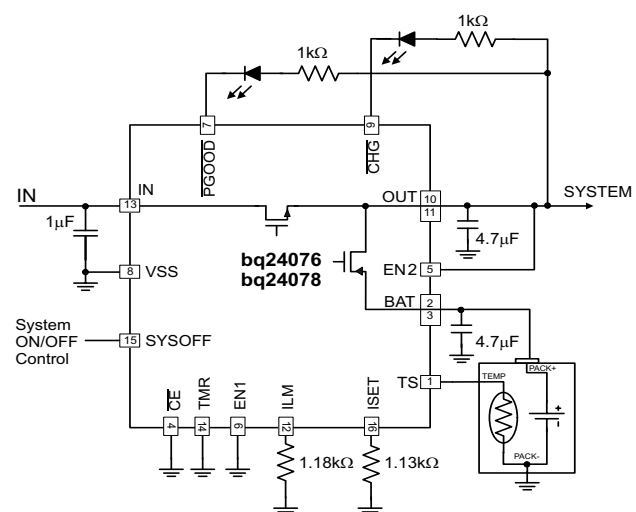 1kΩ
1kΩ
7
9
PGOOD
CHG
IN
IN
13
OUT
10
11
SYSTEM
1μF
4.7μF
bq24076
bq24078
EN2
5
8
VSS
BAT
2
3
System
ON/OFF
Control
15
SYSOFF
4.7μF
TS
1
TEMP
PACK+
+
-
PACK-
CE
TMR
EN1
ILM
ISET
4
14
6
12
16
1.18kΩ
1.13kΩ